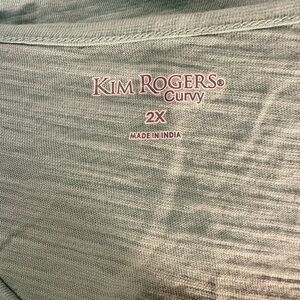 KIM ROGERS®
Curvy
2X
MADE IN INDIA